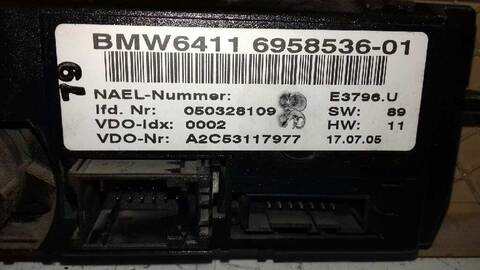 BMW6411 6958536-01
NAEL-Nummer: E3796.U
lfd. Nr: 050328109 SW: 89
VDO-Idx: 0002 HW: 11
VDO-Nr: A2C53117977 17.07.05
79